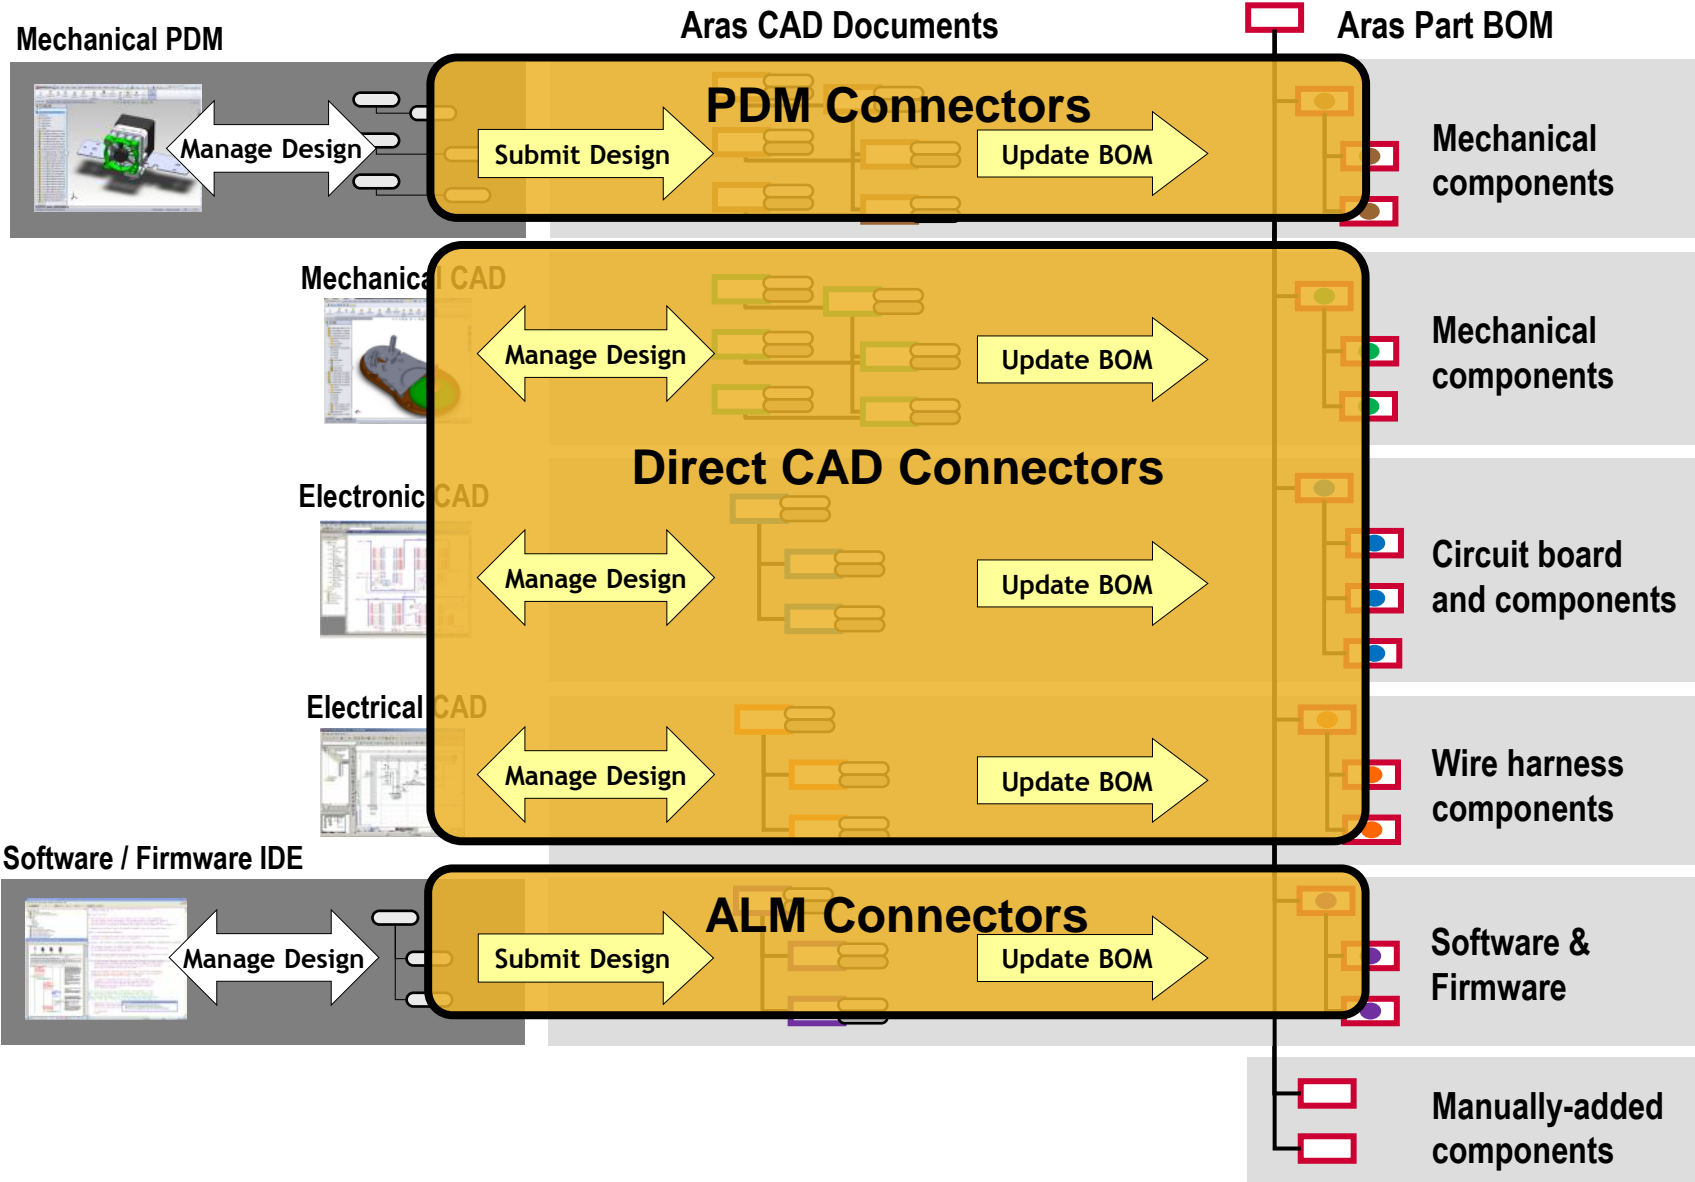 Mechanical PDM
Aras CAD Documents
Aras Part BOM
PDM Connectors
Manage Design
Submit Design
Update BOM
Mechanical
components
Mechanical CAD
Manage Design
Update BOM
Mechanical
components
Direct CAD Connectors
Electronic CAD
Manage Design
Update BOM
Circuit board
and components
Electrical CAD
Manage Design
Update BOM
Wire harness
components
Software / Firmware IDE
ALM Connectors
Manage Design
Submit Design
Update BOM
Software &
Firmware
Manually-added
components